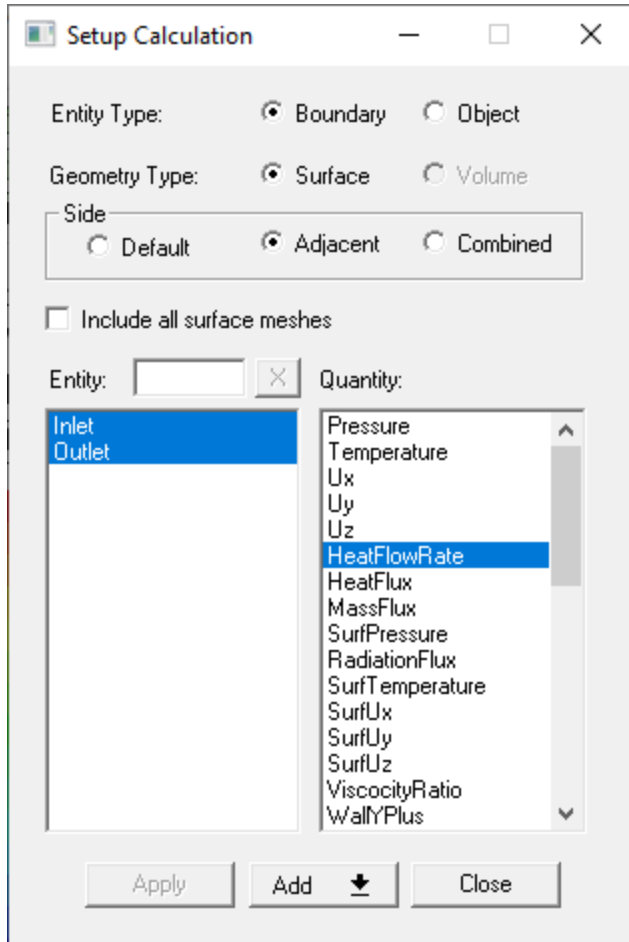 Setup Calculation
Entity Type: Boundary Object
Geometry Type: Surface Volume
Side
Default Adjacent Combined
Include all surface meshes
Entity: X Quantity:
Inlet
Outlet
Pressure
Temperature
Ux
Uy
Uz
HeatFlowRate
HeatFlux
MassFlux
SurfPressure
RadiationFlux
SurfTemperature
SurfUx
SurfUy
SurfUz
ViscocityRatio
WallYPlus
Apply Add Close